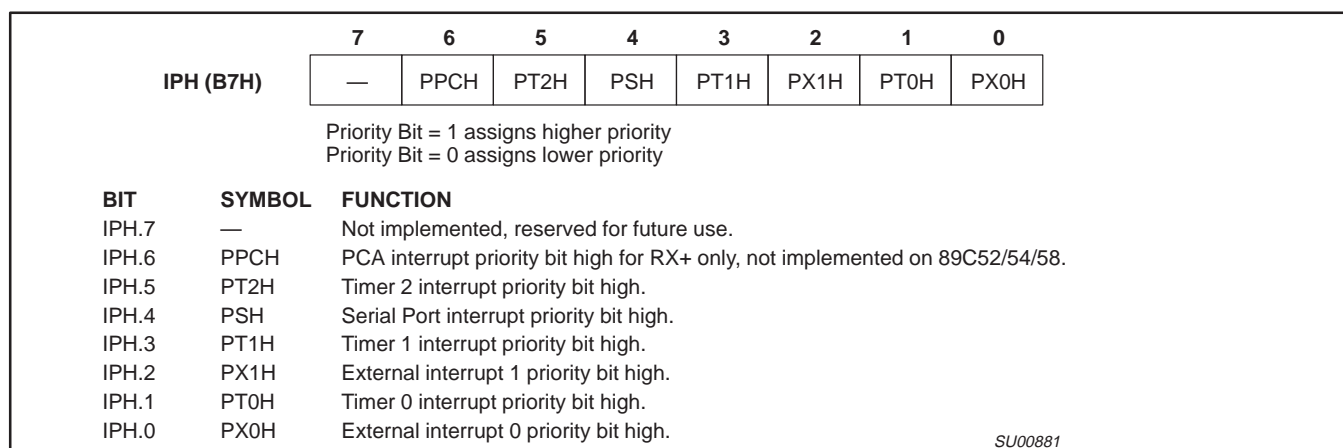 7 6 5 4 3 2 1 0
IPH (B7H) — PPCH PT2H PSH PT1H PX1H PT0H PX0H
Priority Bit = 1 assigns higher priority
Priority Bit = 0 assigns lower priority
BIT SYMBOL FUNCTION
IPH.7 — Not implemented, reserved for future use.
IPH.6 PPCH PCA interrupt priority bit high for RX+ only, not implemented on 89C52/54/58.
IPH.5 PT2H Timer 2 interrupt priority bit high.
IPH.4 PSH Serial Port interrupt priority bit high.
IPH.3 PT1H Timer 1 interrupt priority bit high.
IPH.2 PX1H External interrupt 1 priority bit high.
IPH.1 PT0H Timer 0 interrupt priority bit high.
IPH.0 PX0H External interrupt 0 priority bit high.
SU00881